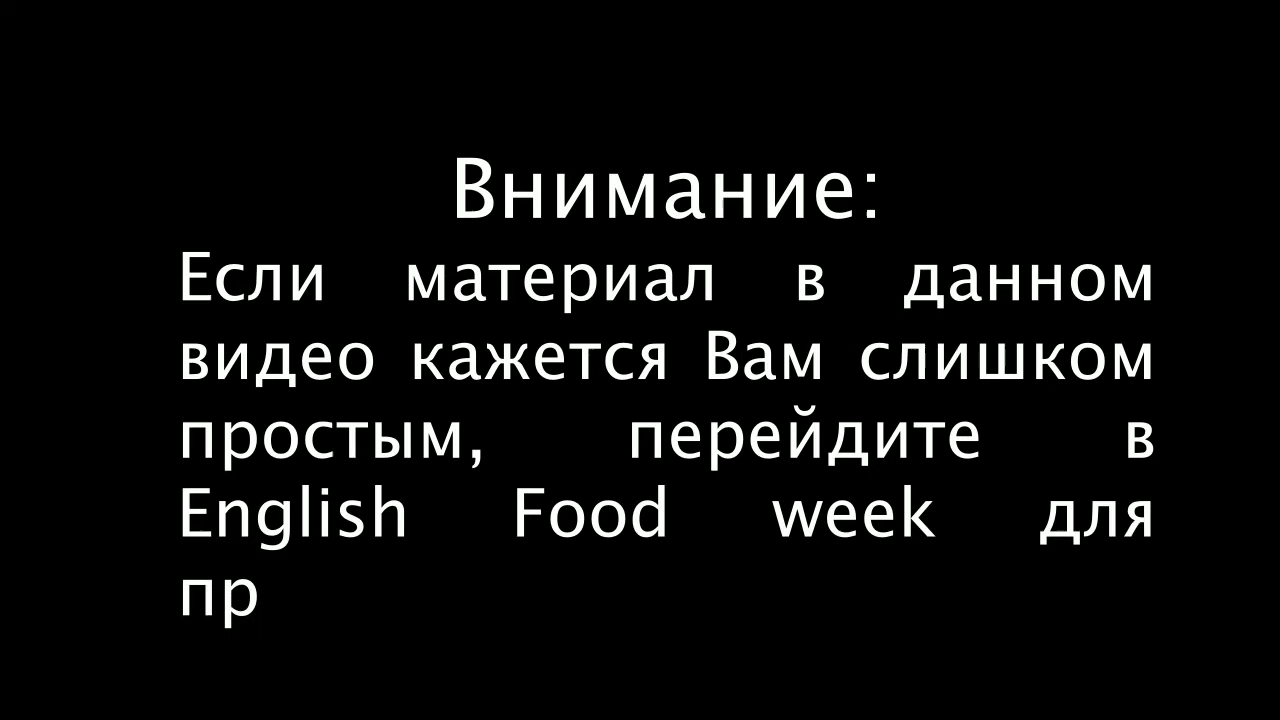 Внимание:
Если материал в данном
видео кажется Вам слишком
простым, перейдите в
English Food week для
пр